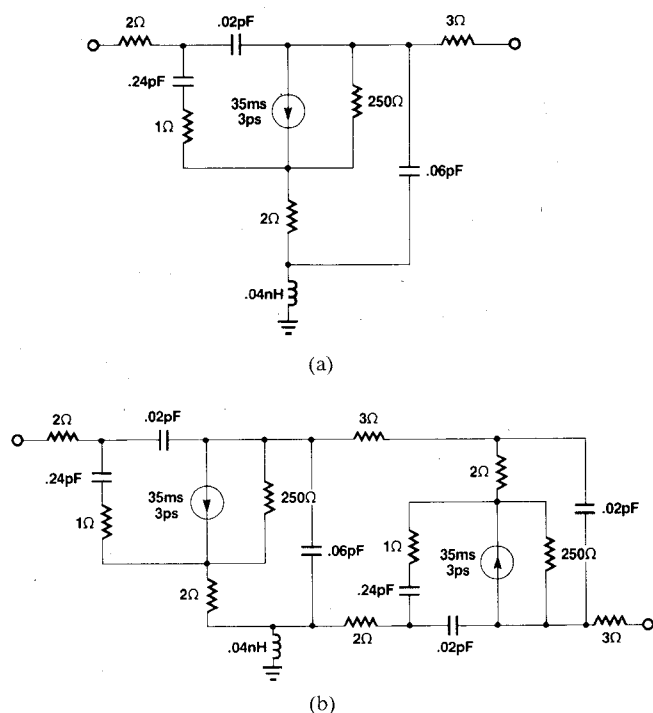 2Ω
.02pF
3Ω
.24pF
1Ω
35ms
3ps
250Ω
.06pF
2Ω
.04nH
(a)
2Ω
.02pF
3Ω
.24pF
1Ω
35ms
3ps
250Ω
.06pF
2Ω
.04nH
2Ω
.02pF
1Ω
35ms
3ps
250Ω
.24pF
2Ω
.02pF
3Ω
(b)